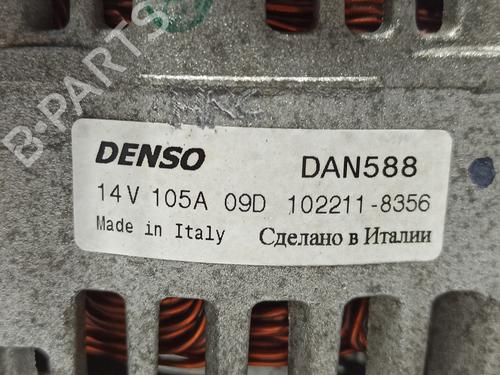 B-PARTS
DENSO DAN588
14V 105A 09D 102211-8356
Made in Italy Сделано в Италии